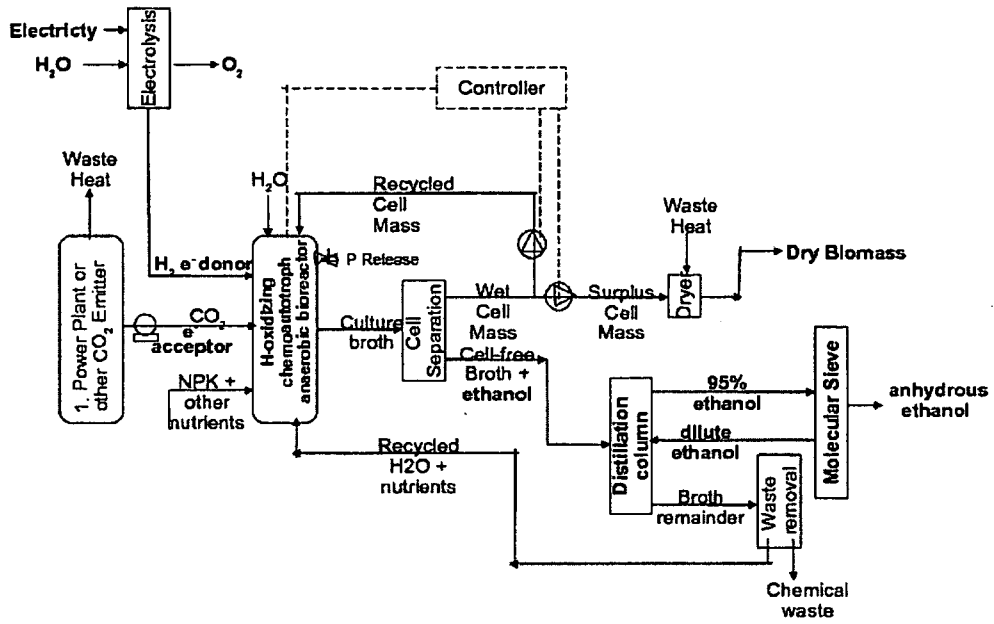 Electricty
H₂O
Electrolysis
O₂
Controller
Waste
Heat
H₂O
Recycled
Cell
Mass
Waste
Heat
1. Power Plant or
other CO₂ Emitter
H₂ e⁻ donor
CO₂
e⁻
acceptor
NPK +
other
nutrients
H-oxidizing
chemoautotroph
anaerobic bioreactor
P Release
Culture
broth
Cell
Separation
Wet
Cell
Mass
Surplus
Cell
Mass
Dryer
Dry Biomass
Cell-free
Broth +
ethanol
Distillation
column
95%
ethanol
dilute
ethanol
Molecular Sieve
anhydrous
ethanol
Broth
remainder
Waste
removal
Recycled
H2O +
nutrients
Chemical
waste